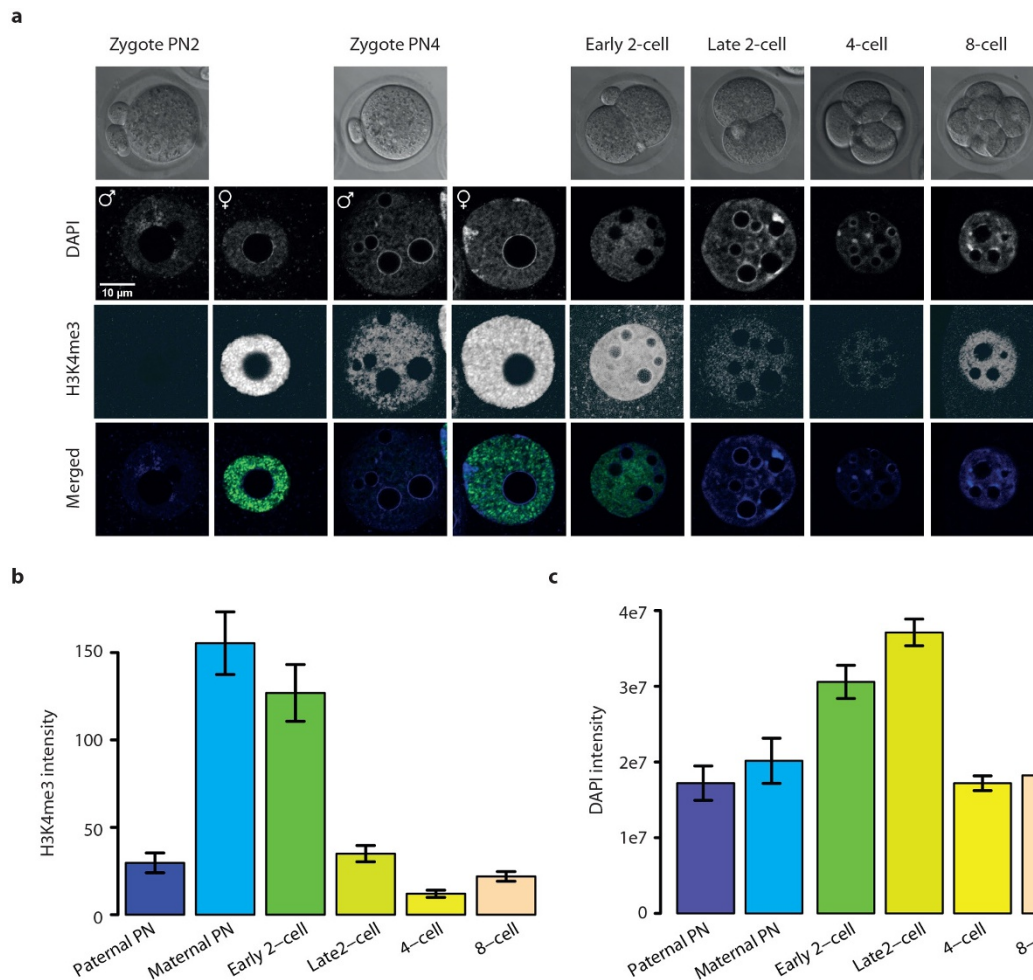 a
Zygote PN2 Zygote PN4 Early 2-cell Late 2-cell 4-cell 8-cell
DAPI
♂ ♀ ♂ ♀
10 µm
H3K4me3
Merged
b
H3K4me3 intensity
150
100
50
0
Paternal PN
Maternal PN
Early 2–cell
Late2–cell
4–cell
8–cell
c
DAPI intensity
4e7
3e7
2e7
1e7
0
Paternal PN
Maternal PN
Early 2–cell
Late2–cell
4–cell